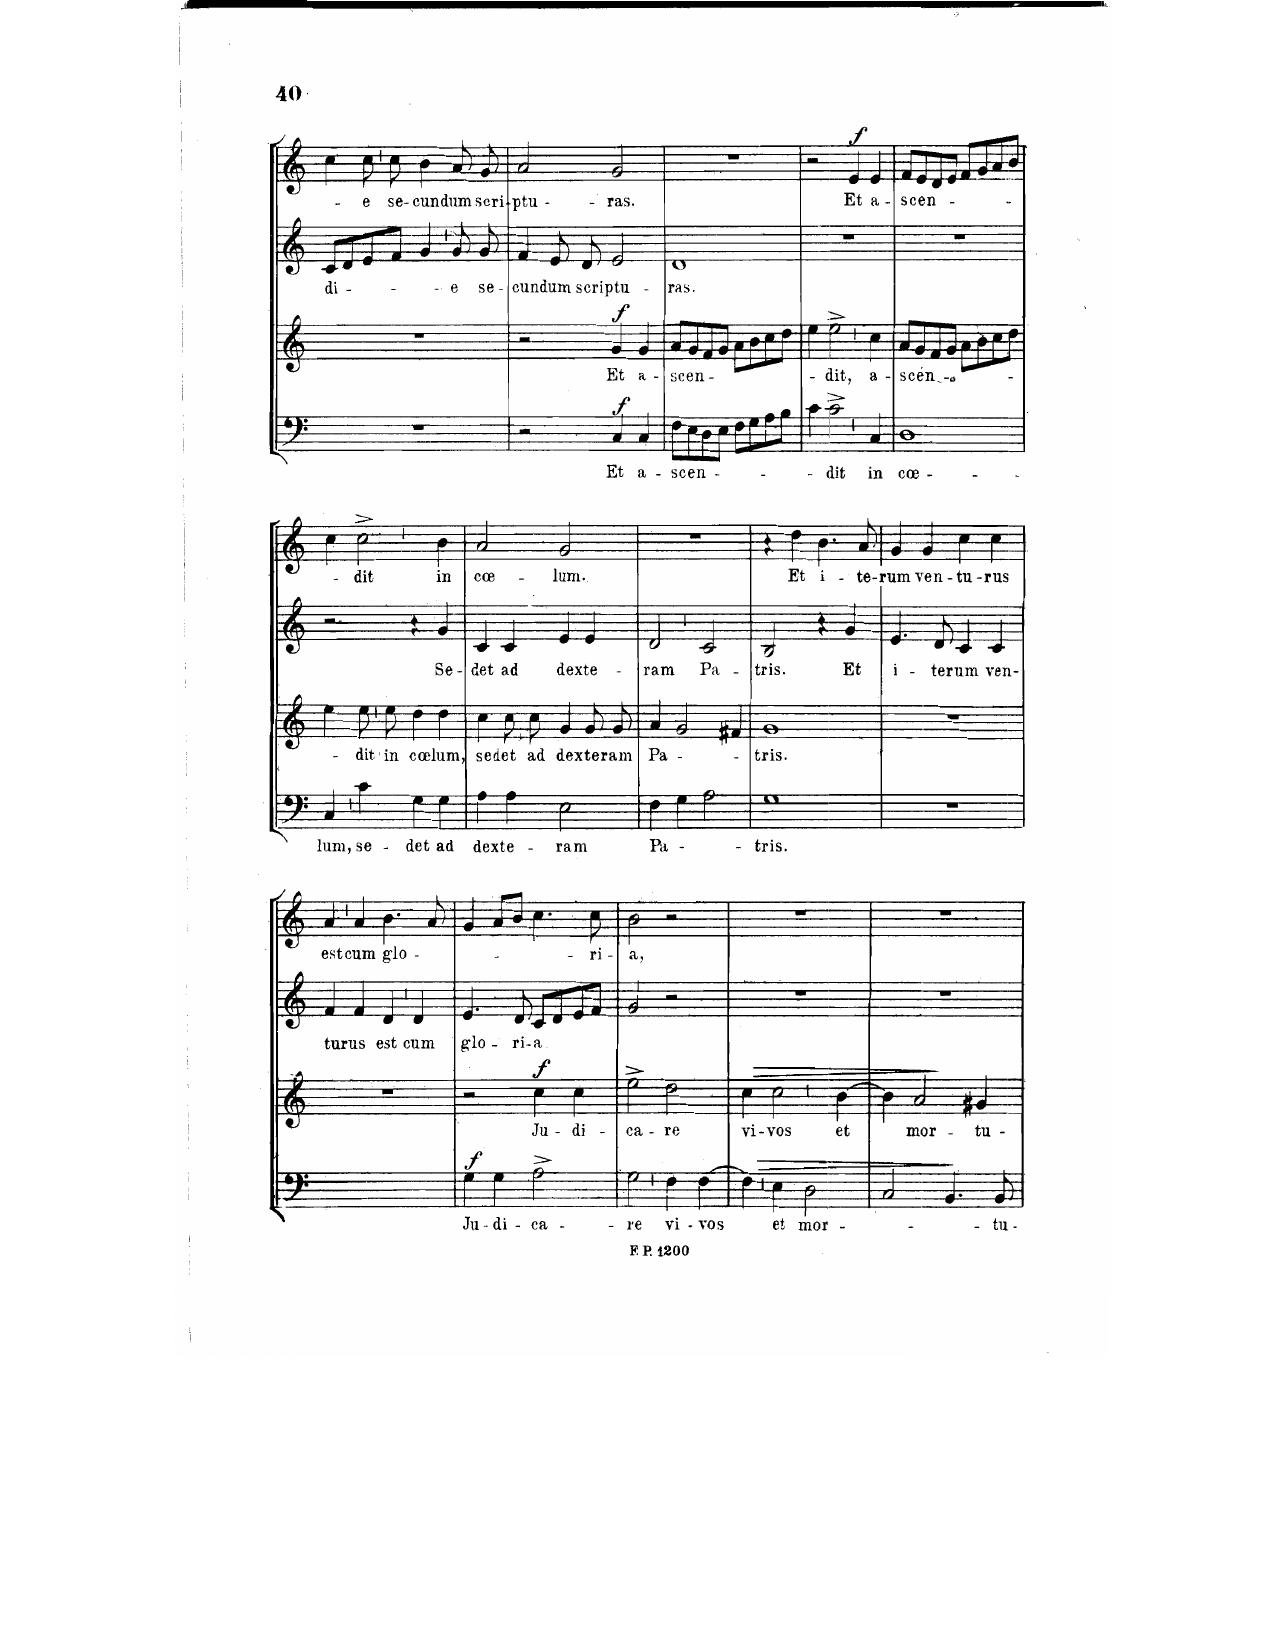 40
f
- e se-cundum scri-ptu - - ras. Et a-scen - - -
di - - - e se-cundum scriptu - ras.
f
Et a-scen - - - dit, a-scen - - -
f
Et a-scen - - - dit in cœ - - -
- dit in cœ - lum. Et i - te-rum ven-tu-rus
Se-det ad dexte - ram Pa - tris. Et i - terum ven-
- dit in cœlum, sedet ad dexteram Pa - - tris.
lum, se - det ad dexte - ram Pa - - tris.
est cum glo - - - ri - a,
turus est cum glo - ri-a
f
Ju - di - ca - re vi-vos et mor - tu -
f
Ju - di - ca - - re vi - vos et mor - - - tu -
F. P. 1200